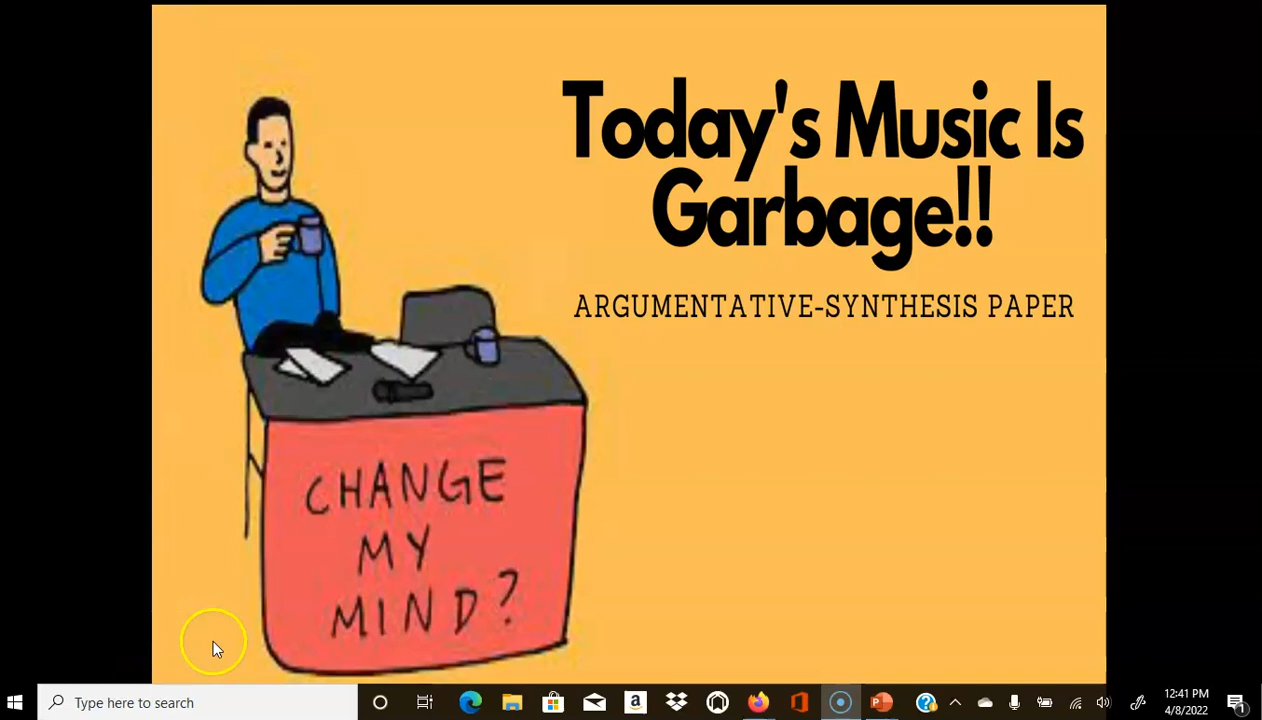 Today's Music Is
Garbage!!
ARGUMENTATIVE-SYNTHESIS PAPER
CHANGE
MY
MIND?
Type here to search
12:41 PM
4/8/2022